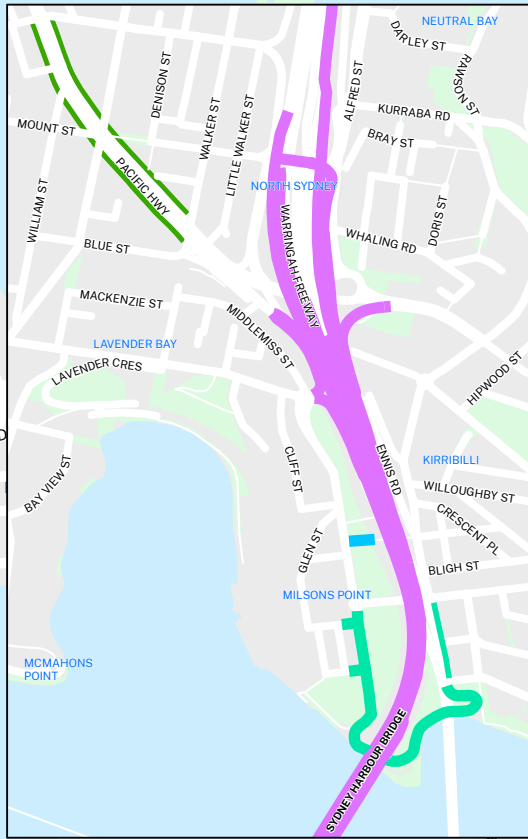 NEUTRAL BAY
DARLEY ST
RAWSON ST
DENISON ST
ALFRED ST
KURRABA RD
WALKER ST
LITTLE WALKER ST
MOUNT ST
BRAY ST
PACIFIC HWY
NORTH SYDNEY
WILLIAM ST
DORIS ST
WARRINGAH FREEWAY
WHALING RD
BLUE ST
MACKENZIE ST
MIDDLEMISS ST
LAVENDER BAY
LAVENDER CRES
HIPWOOD ST
CLIFF ST
ENNIS RD
KIRRIBILLI
BAY VIEW ST
WILLOUGHBY ST
CRESCENT PL
GLEN ST
BLIGH ST
MILSONS POINT
MCMAHONS
POINT
SYDNEY HARBOUR BRIDGE